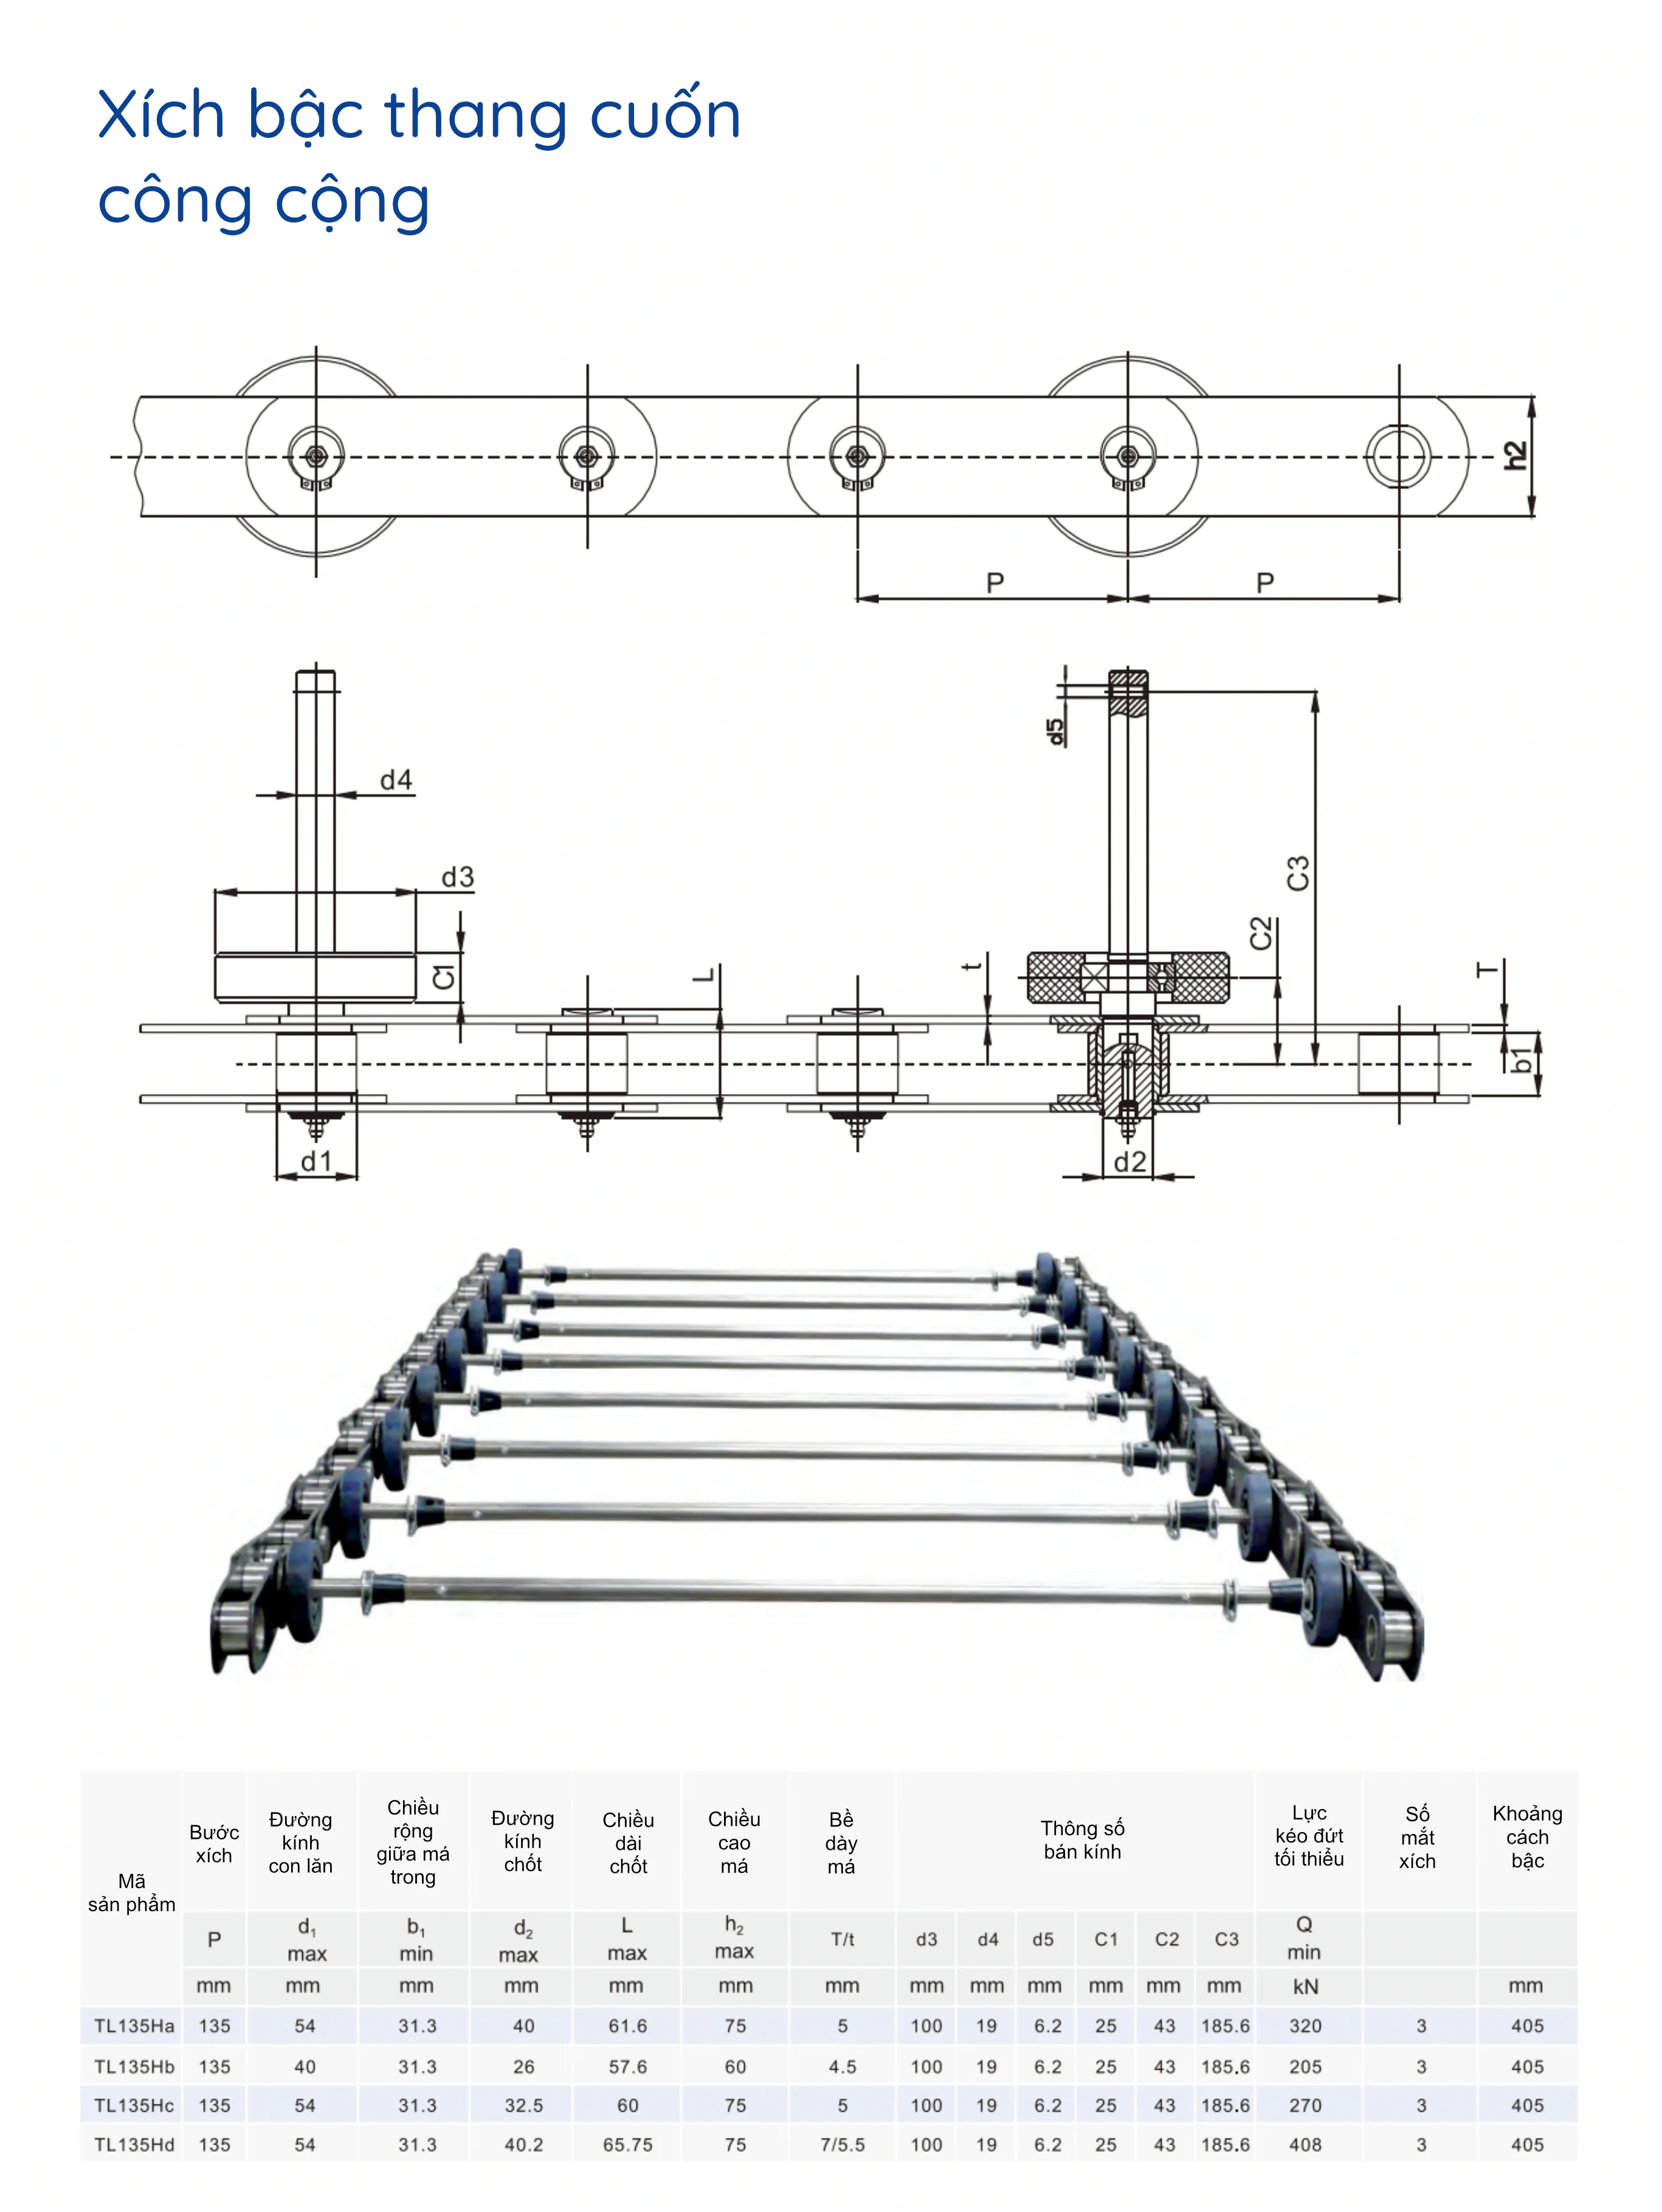 Xích bậc thang cuốn
công cộng
h2
P P
d5
d4
C3
d3
C2
C1 L t T
b1
d1 d2
Mã
sản phẩm
Bước
xích
Đường
kính
con lăn
Chiều
rộng
giữa má
trong
Đường
kính
chốt
Chiều
dài
chốt
Chiều
cao
má
Bề
dày
má
Thông số
bán kính
Lực
kéo đứt
tối thiểu
Số
mắt
xích
Khoảng
cách
bậc
P
d1
max
b1
min
d2
max
L
max
h2
max
T/t
d3 d4 d5 C1 C2 C3
Q
min
mm mm mm mm mm mm mm mm mm mm mm mm mm kN mm
TL135Ha 135 54 31.3 40 61.6 75 5 100 19 6.2 25 43 185.6 320 3 405
TL135Hb 135 40 31.3 26 57.6 60 4.5 100 19 6.2 25 43 185.6 205 3 405
TL135Hc 135 54 31.3 32.5 60 75 5 100 19 6.2 25 43 185.6 270 3 405
TL135Hd 135 54 31.3 40.2 65.75 75 7/5.5 100 19 6.2 25 43 185.6 408 3 405